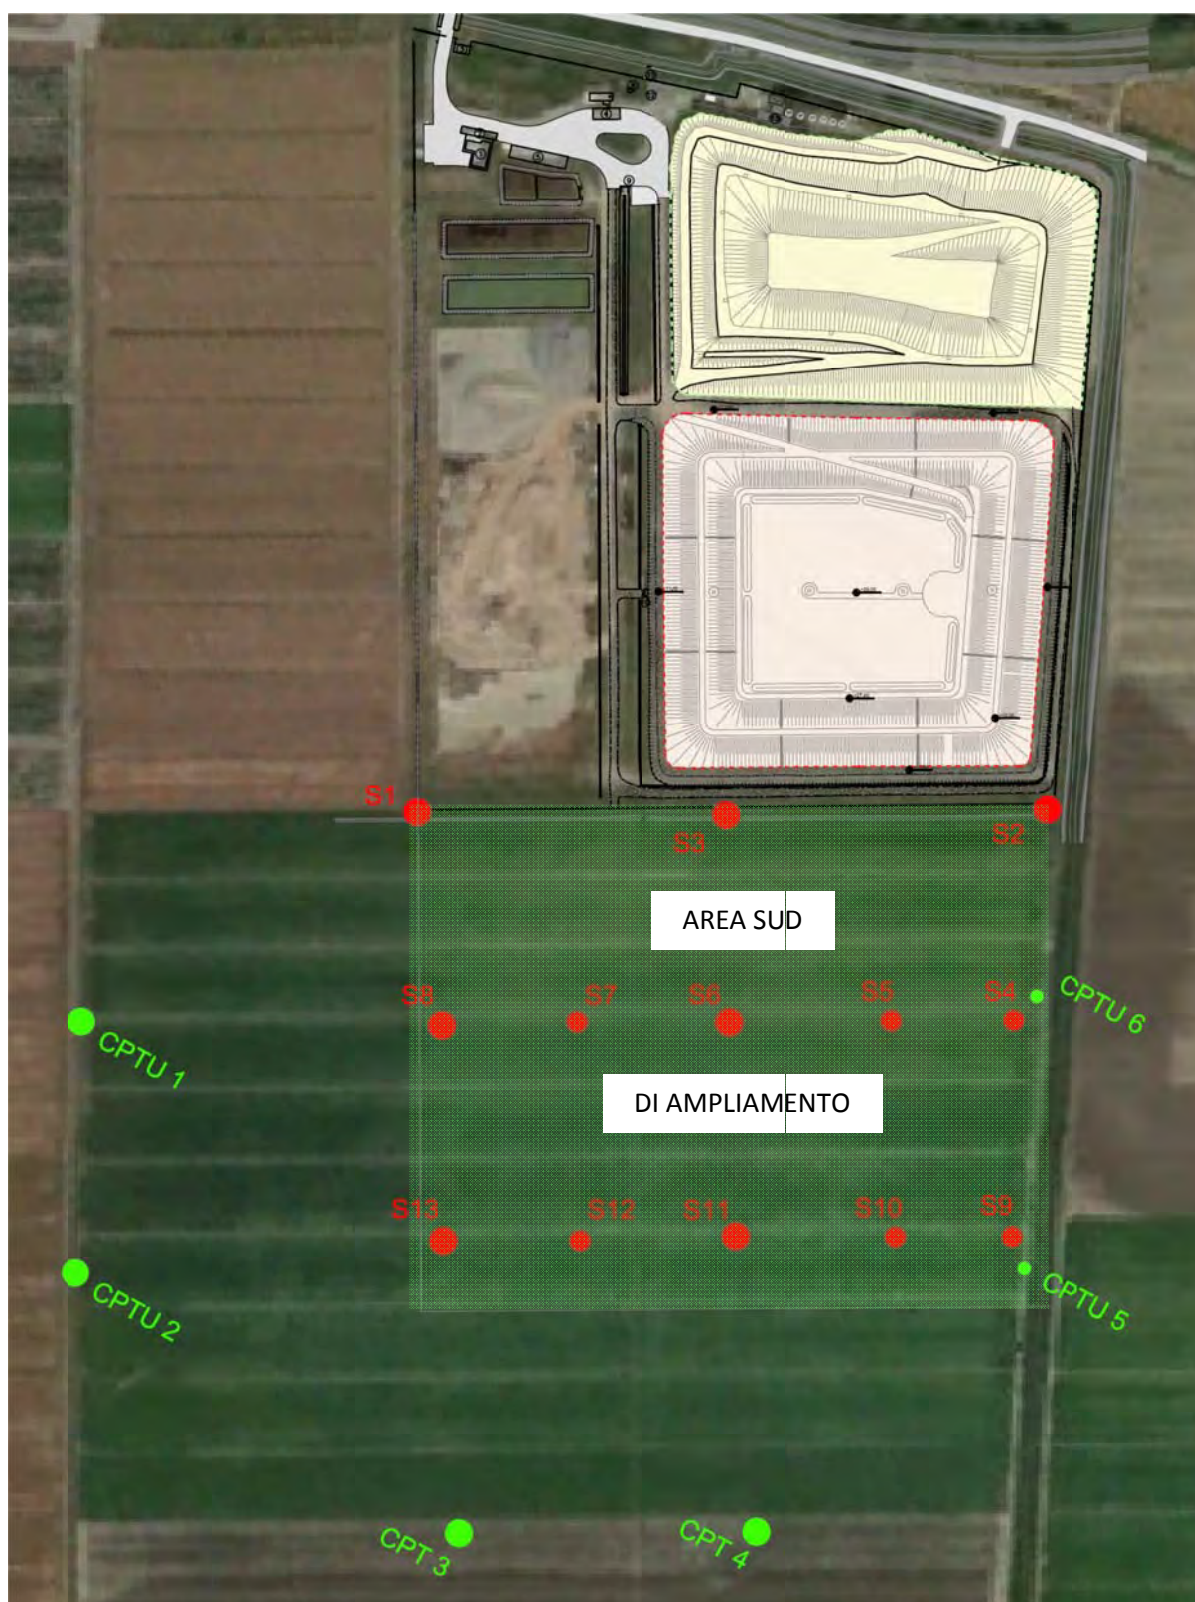 S1
S3
S2
AREA SUD
S8
S7
S6
S5
S4
CPTU 6
CPTU 1
DI AMPLIAMENTO
S13
S12
S11
S10
S9
CPTU 2
CPTU 5
CPT 3
CPT 4